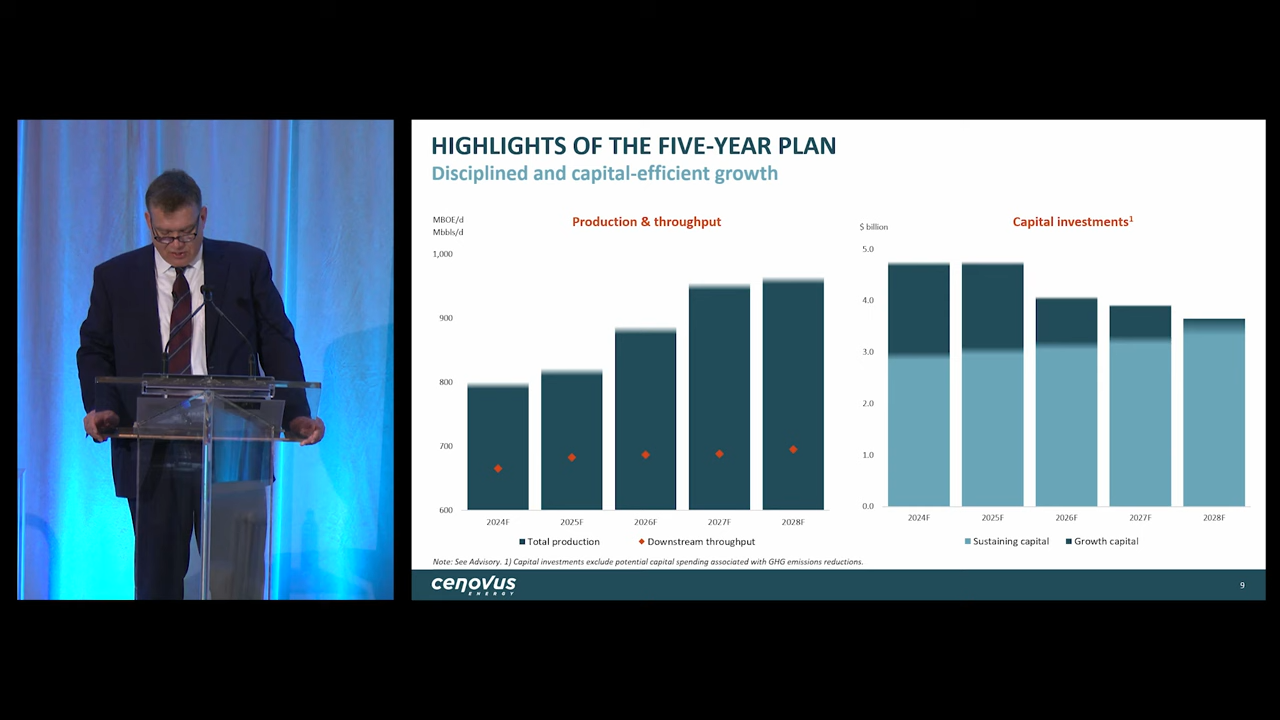 HIGHLIGHTS OF THE FIVE-YEAR PLAN
Disciplined and capital-efficient growth
MBOE/d
Mbbls/d
Production & throughput
1,000
900
800
700
600
2024F 2025F 2026F 2027F 2028F
Total production Downstream throughput
$ billion
Capital investments¹
5.0
4.0
3.0
2.0
1.0
0.0
2024F 2025F 2026F 2027F 2028F
Sustaining capital Growth capital
Note: See Advisory. 1) Capital investments exclude potential capital spending associated with GHG emissions reductions.
cenovus
ENERGY
9